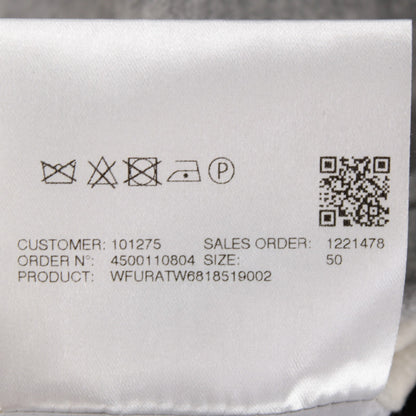 P
CUSTOMER: 101275 SALES ORDER: 1221478
ORDER N°: 4500110804 SIZE: 50
PRODUCT: WFURATW6818519002